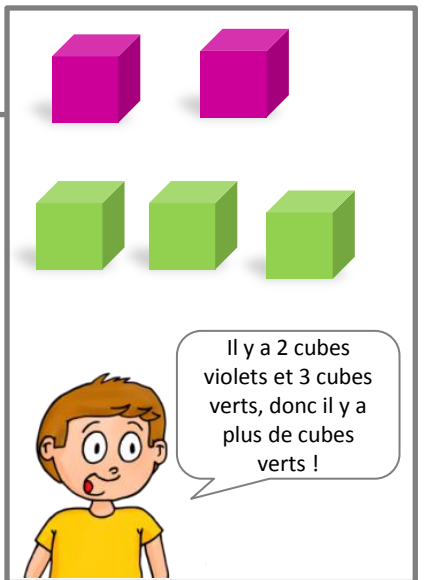 Il y a 2 cubes
violets et 3 cubes
verts, donc il y a
plus de cubes
verts !